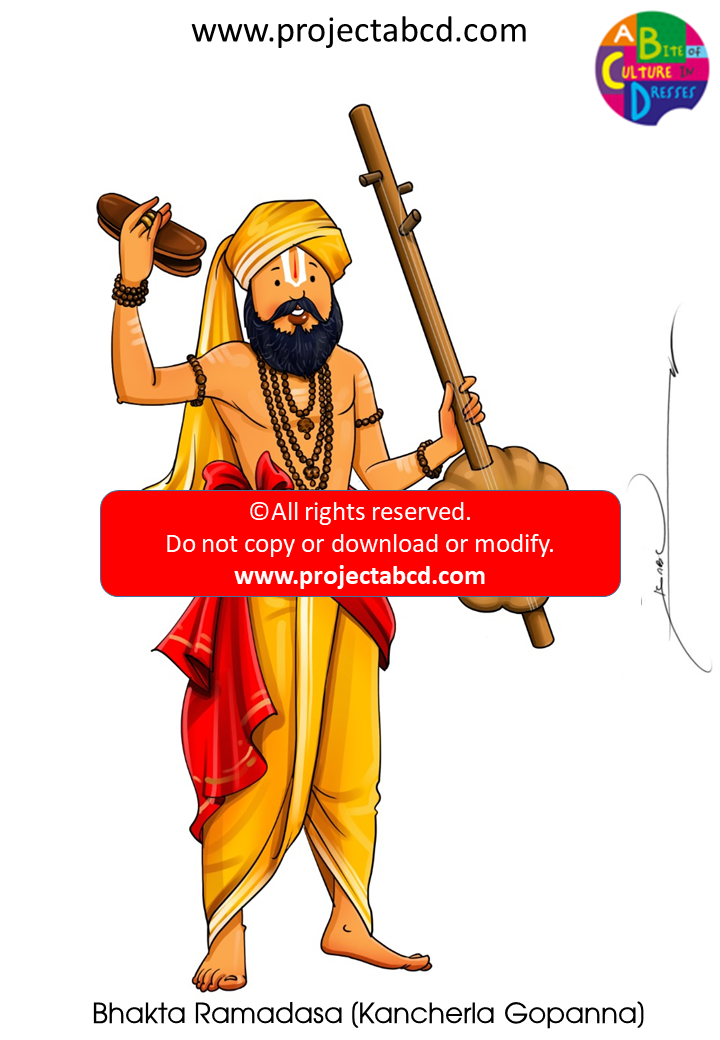 www.projectabcd.com
A BITE OF
CULTURE IN
DRESSES
©All rights reserved.
Do not copy or download or modify.
www.projectabcd.com
Bhakta Ramadasa (Kancherla Gopanna)